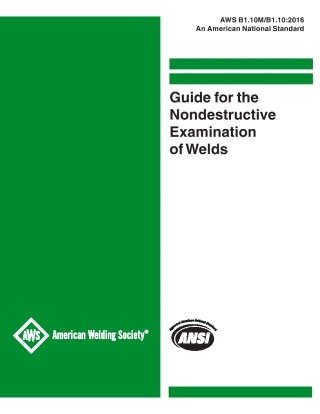 AWS B1.10M/B1.10:2016
An American National Standard
Guide for the
Nondestructive
Examination
of Welds
AWS
American Welding Society®
ANSI